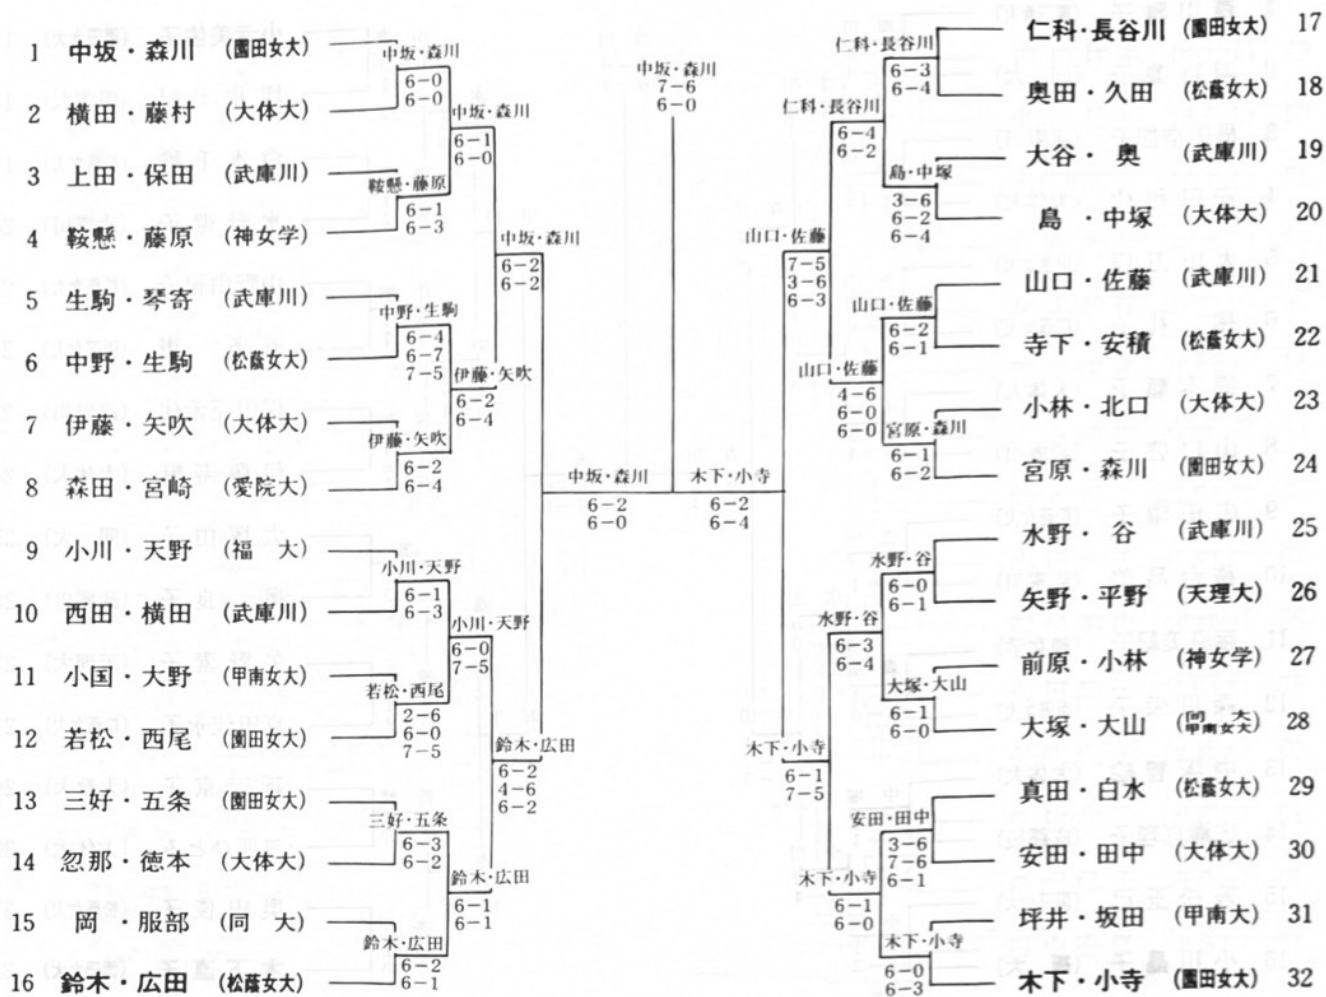 1 中坂・森川 (園田女大)
2 横田・藤村 (大体大)
3 上田・保田 (武庫川)
4 鞍懸・藤原 (神女学)
5 生駒・琴寄 (武庫川)
6 中野・生駒 (松蔭女大)
7 伊藤・矢吹 (大体大)
8 森田・宮崎 (愛院大)
9 小川・天野 (福 大)
10 西田・横田 (武庫川)
11 小国・大野 (甲南女大)
12 若松・西尾 (園田女大)
13 三好・五条 (園田女大)
14 忽那・徳本 (大体大)
15 岡・服部 (同 大)
16 鈴木・広田 (松蔭女大)
中坂・森川
6-0
6-0
鞍懸・藤原
6-1
6-3
中野・生駒
6-4
6-7
7-5
伊藤・矢吹
6-2
6-4
小川・天野
6-1
6-3
若松・西尾
2-6
6-0
7-5
三好・五条
6-3
6-2
鈴木・広田
6-2
6-1
中坂・森川
6-1
6-0
伊藤・矢吹
6-2
6-4
小川・天野
6-0
7-5
鈴木・広田
6-1
6-1
中坂・森川
6-2
6-2
鈴木・広田
6-2
4-6
6-2
中坂・森川
6-2
6-0
中坂・森川
7-6
6-0
木下・小寺
6-2
6-4
山口・佐藤
7-5
3-6
6-3
木下・小寺
6-1
7-5
仁科・長谷川
6-4
6-2
山口・佐藤
4-6
6-0
6-0
水野・谷
6-3
6-4
木下・小寺
6-1
6-0
仁科・長谷川
6-3
6-4
島・中塚
3-6
6-2
6-4
山口・佐藤
6-2
6-1
宮原・森川
6-1
6-2
水野・谷
6-0
6-1
大塚・大山
6-1
6-0
安田・田中
3-6
7-6
6-1
木下・小寺
6-0
6-3
仁科・長谷川 (園田女大) 17
奥田・久田 (松蔭女大) 18
大谷・奥 (武庫川) 19
島・中塚 (大体大) 20
山口・佐藤 (武庫川) 21
寺下・安積 (松蔭女大) 22
小林・北口 (大体大) 23
宮原・森川 (園田女大) 24
水野・谷 (武庫川) 25
矢野・平野 (天理大) 26
前原・小林 (神女学) 27
大塚・大山 (同 大 甲南女大) 28
真田・白水 (松蔭女大) 29
安田・田中 (大体大) 30
坪井・坂田 (甲南大) 31
木下・小寺 (園田女大) 32